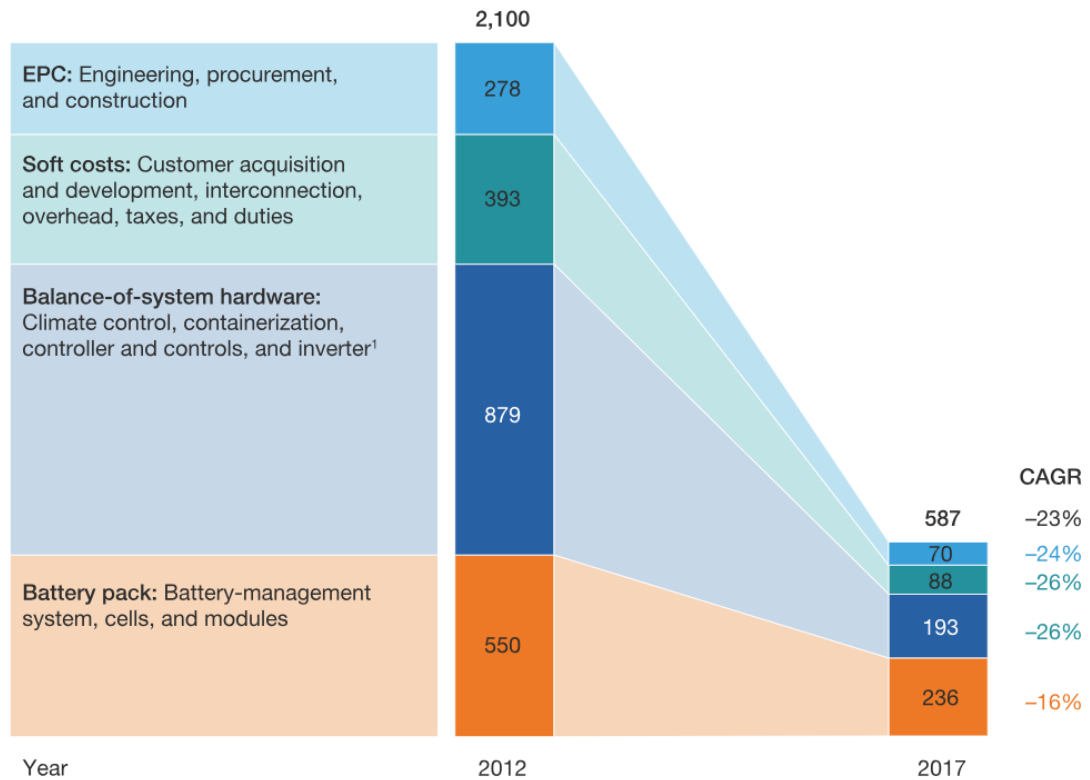 2,100
EPC: Engineering, procurement,
and construction
278
Soft costs: Customer acquisition
and development, interconnection,
overhead, taxes, and duties
393
Balance-of-system hardware:
Climate control, containerization,
controller and controls, and inverter¹
879
CAGR
587
–23%
70
–24%
88
–26%
193
–26%
Battery pack: Battery-management
system, cells, and modules
550
236
–16%
Year
2012
2017